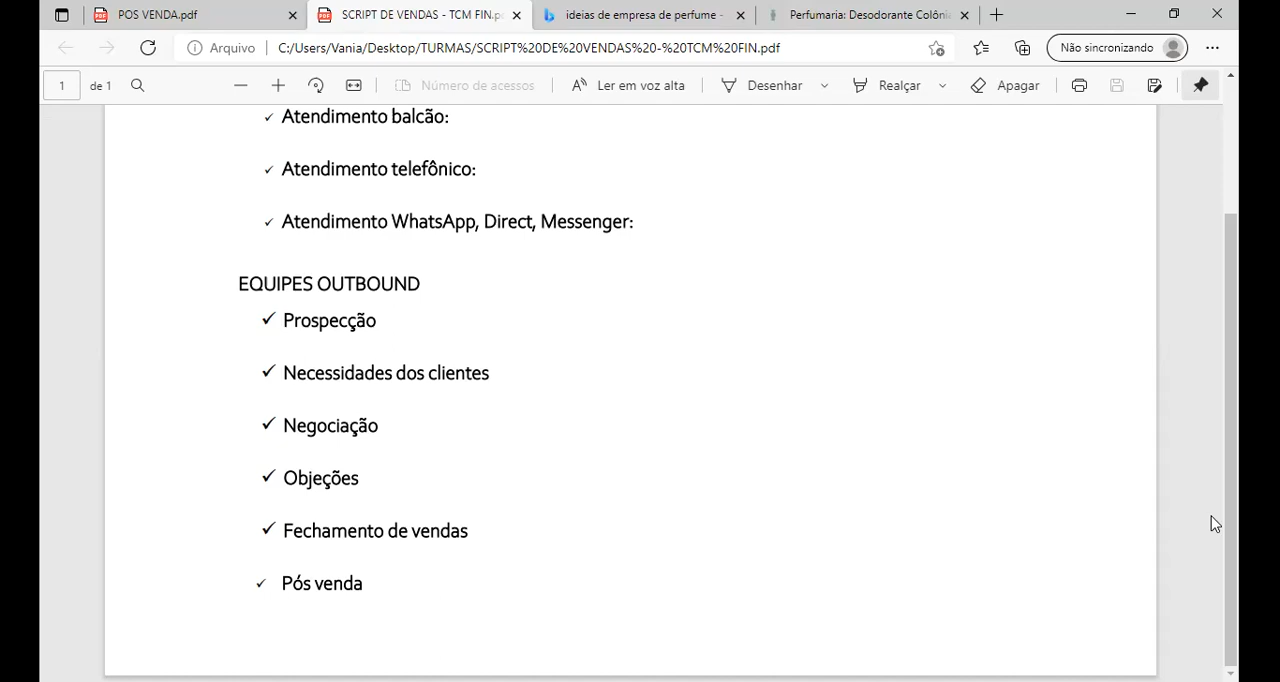 POS VENDA.pdf
SCRIPT DE VENDAS - TCM FIN.p
ideias de empresa de perfume -
Perfumaria: Desodorante Colôni
Arquivo
C:/Users/Vania/Desktop/TURMAS/SCRIPT%20DE%20VENDAS%20-%20TCM%20FIN.pdf
Não sincronizando
1 de 1
Número de acessos
Ler em voz alta
Desenhar
Realçar
Apagar
Atendimento balcão:
Atendimento telefônico:
Atendimento WhatsApp, Direct, Messenger:
EQUIPES OUTBOUND
Prospecção
Necessidades dos clientes
Negociação
Objeções
Fechamento de vendas
Pós venda